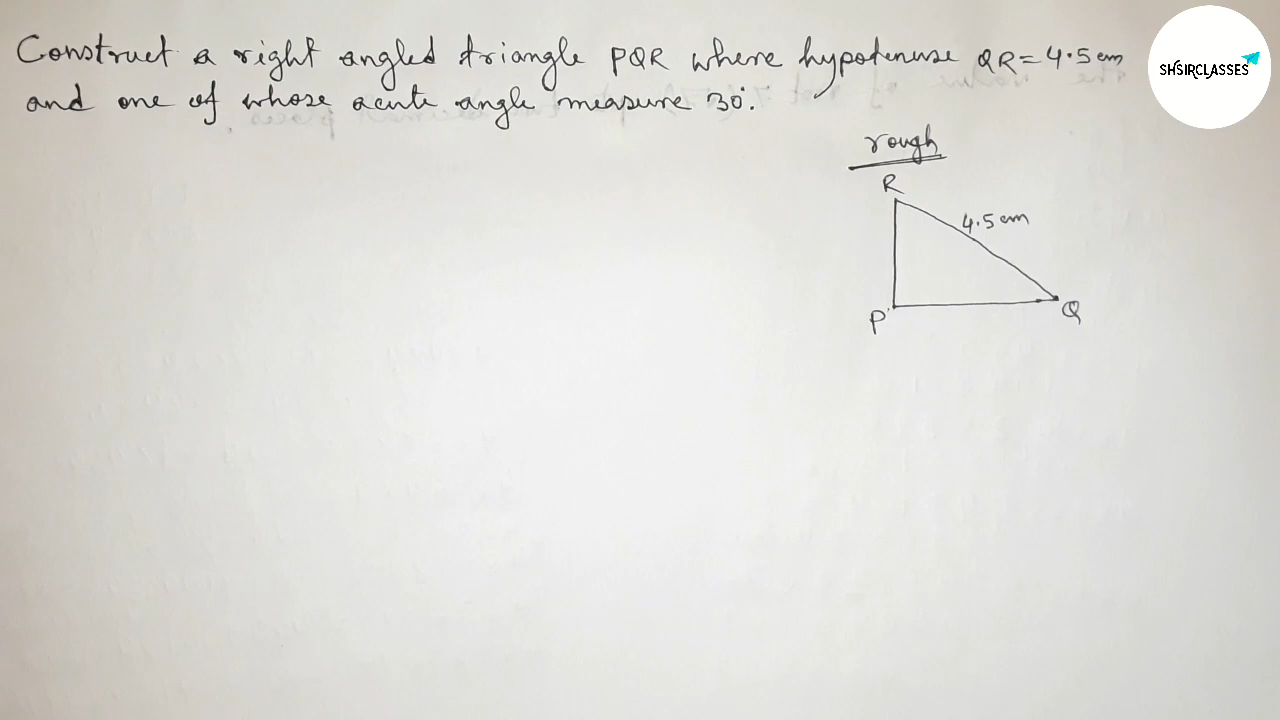 Construct a right angled triangle PQR where hypotenuse QR = 4.5 cm
and one of whose acute angle measure 30°.
SHSIRCLASSES
rough
R
4.5 cm
P
Q